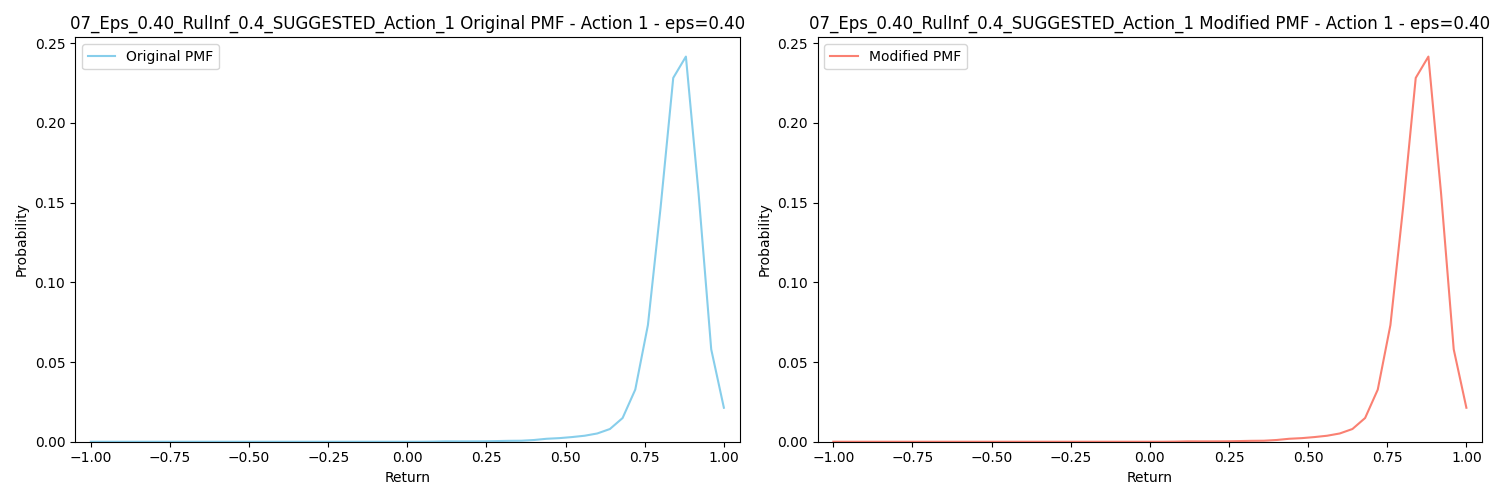 07_Eps_0.40_RulInf_0.4_SUGGESTED_Action_1 Original PMF - Action 1 - eps=0.40
Original PMF
0.25
0.20
0.15
0.10
0.05
0.00
Probability
−1.00 −0.75 −0.50 −0.25 0.00 0.25 0.50 0.75 1.00
Return
07_Eps_0.40_RulInf_0.4_SUGGESTED_Action_1 Modified PMF - Action 1 - eps=0.40
Modified PMF
0.25
0.20
0.15
0.10
0.05
0.00
Probability
−1.00 −0.75 −0.50 −0.25 0.00 0.25 0.50 0.75 1.00
Return